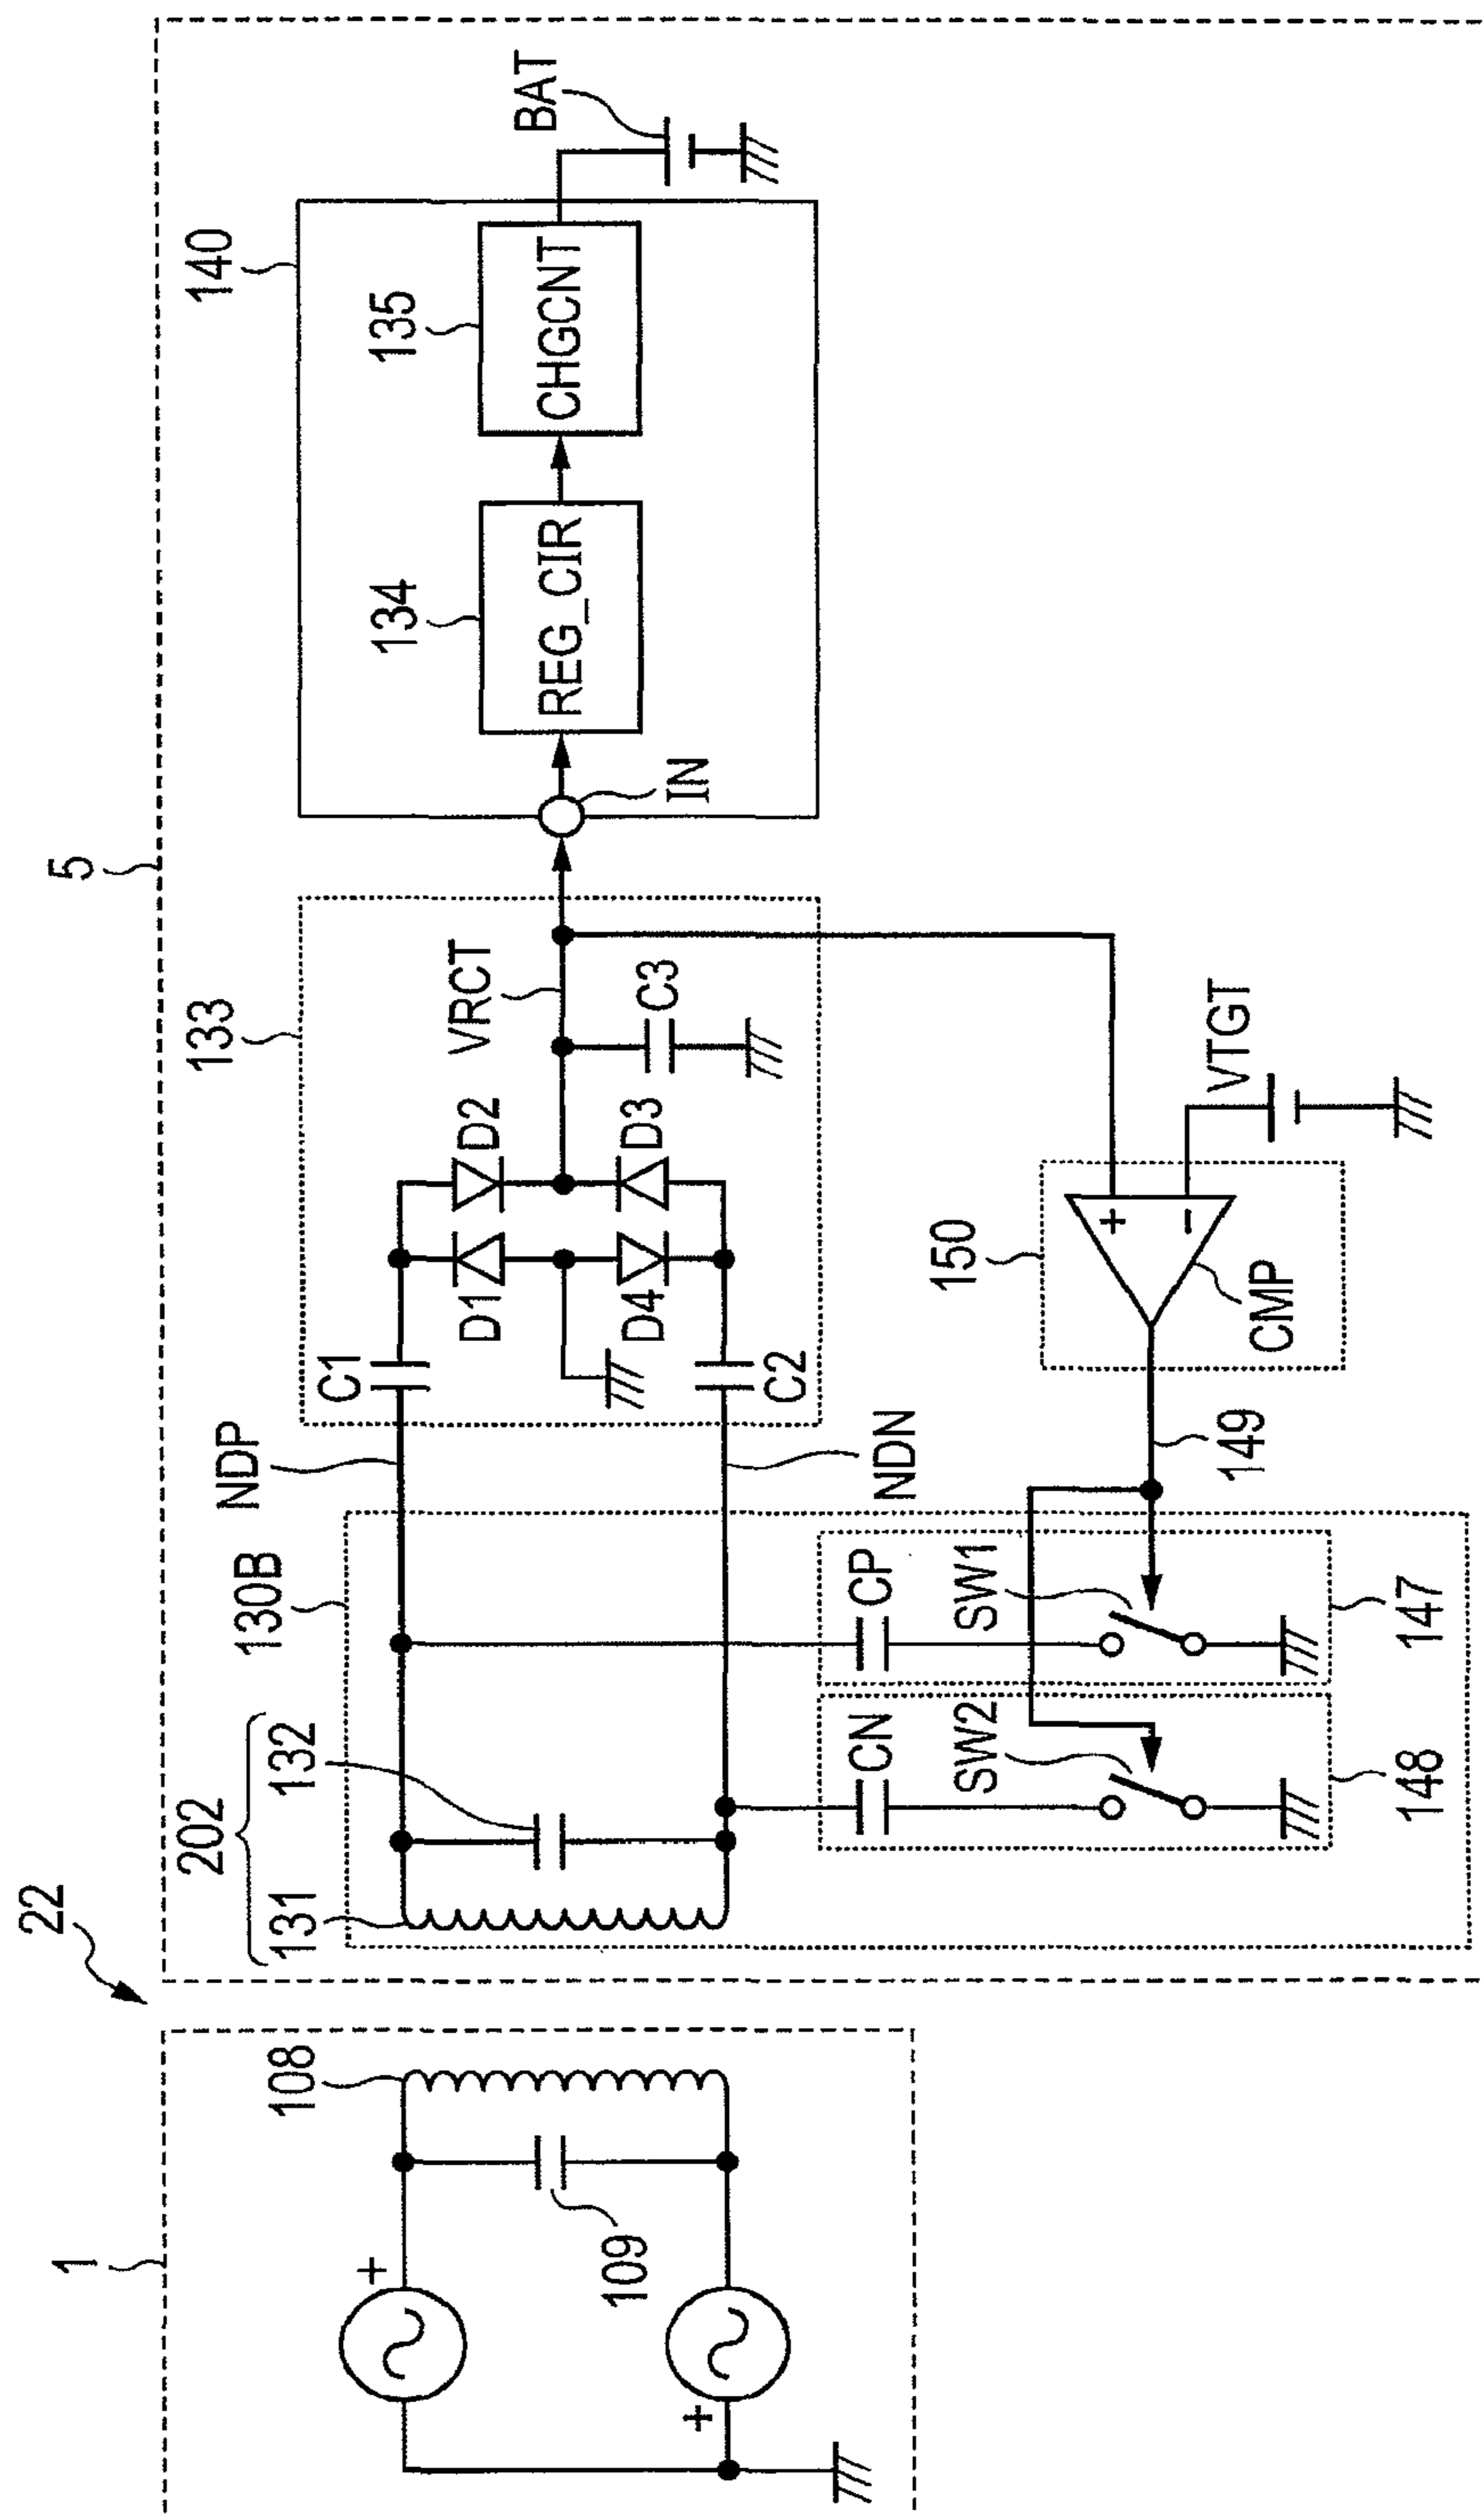 22
1
5
202
108
131
132
130B
NDP
133
140
109
+
+
C1
D1
D2
VRCT
134
135
REG_CIR
CHGCNT
BAT
D4
D3
C3
IN
C2
NDN
CN
CP
150
VTGT
SW2
SW1
+
-
149
CMP
148
147